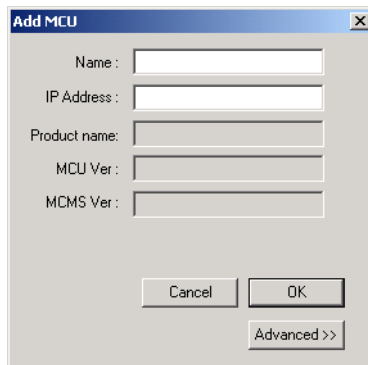 Add MCU
Name :
IP Address :
Product name:
MCU Ver :
MCMS Ver :
Cancel OK
Advanced >>